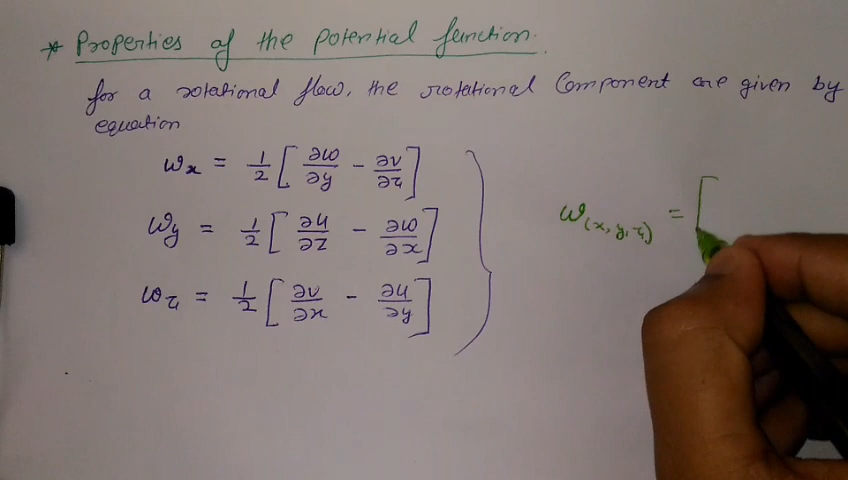 * Properties of the potential function.
for a rotational flow, the rotational Component are given by
equation
ωx = 1/2 [ ∂w/∂y - ∂v/∂z ]
ωy = 1/2 [ ∂u/∂z - ∂w/∂x ]
ωz = 1/2 [ ∂v/∂x - ∂u/∂y ]
ω(x, y, z) = [